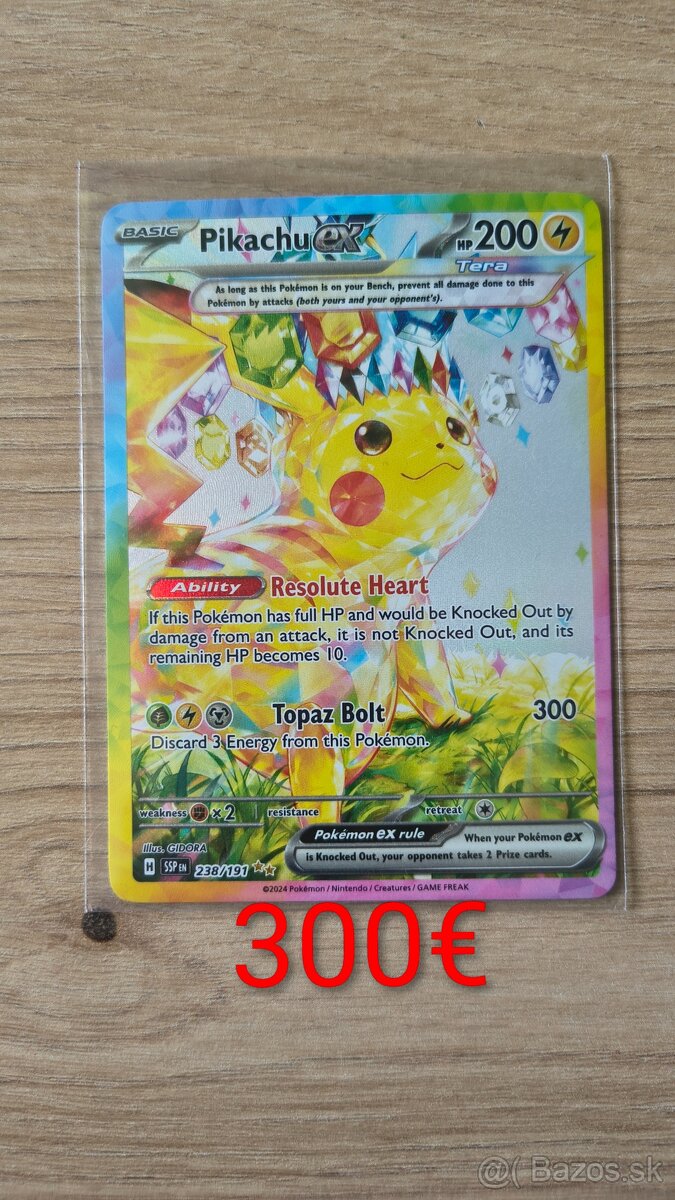 BASIC Pikachu ex HP 200
Tera
As long as this Pokémon is on your Bench, prevent all damage done to this
Pokémon by attacks (both yours and your opponent's).
Ability Resolute Heart
If this Pokémon has full HP and would be Knocked Out by
damage from an attack, it is not Knocked Out, and its
remaining HP becomes 10.
Topaz Bolt 300
Discard 3 Energy from this Pokémon.
weakness ×2 resistance retreat
Pokémon ex rule When your Pokémon ex
is Knocked Out, your opponent takes 2 Prize cards.
Illus. GIDORA
H SSP EN 238/191
©2024 Pokémon / Nintendo / Creatures / GAME FREAK
300€
@( Bazos.sk